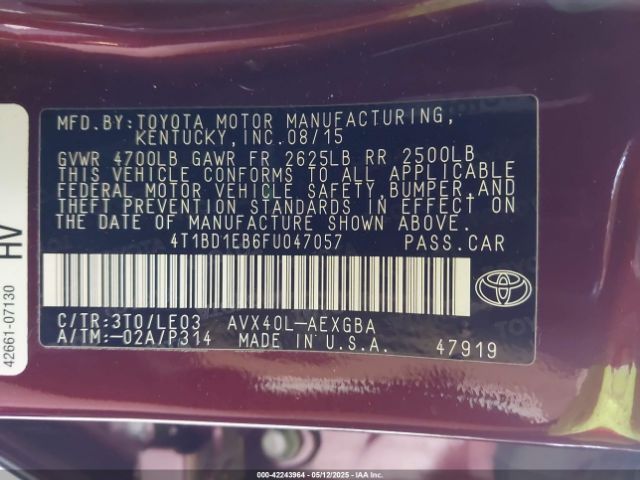 MFD.BY:TOYOTA MOTOR MANUFACTURING,
KENTUCKY,INC.08/15
GVWR 4700LB GAWR FR 2625LB RR 2500LB
THIS VEHICLE CONFORMS TO ALL APPLICABLE
FEDERAL MOTOR VEHICLE SAFETY,BUMPER,AND
THEFT PREVENTION STANDARDS IN EFFECT ON
THE DATE OF MANUFACTURE SHOWN ABOVE.
4T1BD1EB6FU047057 PASS.CAR
C/TR:3T0/LE03 AVX40L-AEXGBA
A/TM:-02A/P314 MADE IN U.S.A. 47919
42661-07130 HV
000-42243964 - 05/12/2025 - IAA Inc.